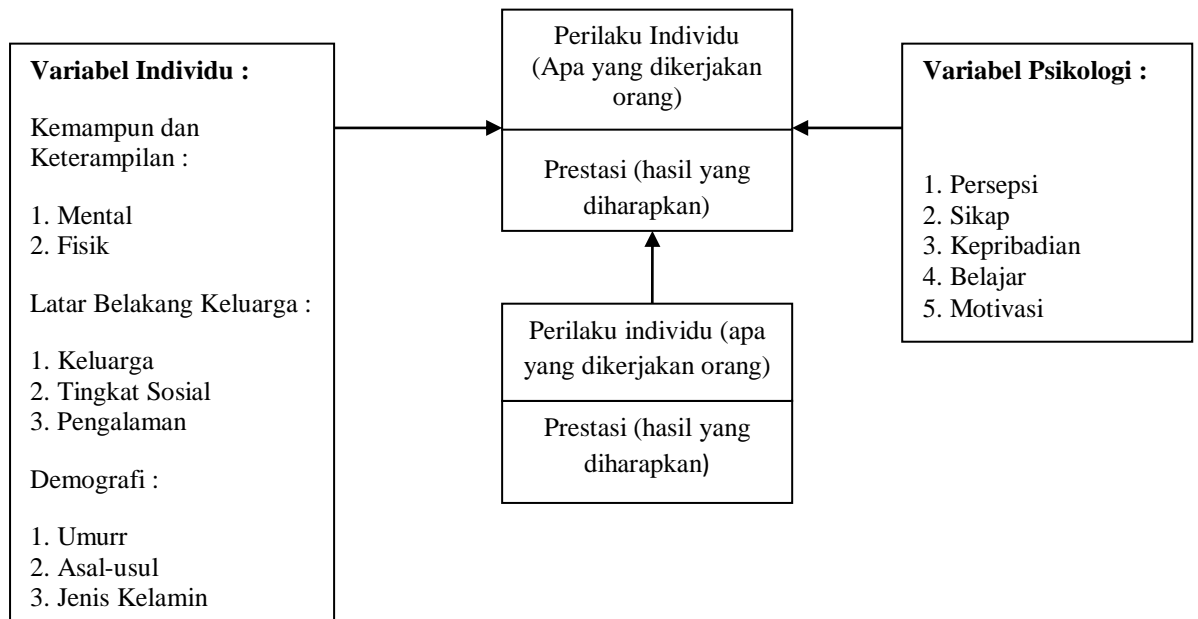 Variabel Individu :
Kemampun dan
Keterampilan :
1. Mental
2. Fisik
Latar Belakang Keluarga :
1. Keluarga
2. Tingkat Sosial
3. Pengalaman
Demografi :
1. Umurr
2. Asal-usul
3. Jenis Kelamin
Perilaku Individu
(Apa yang dikerjakan
orang)
Prestasi (hasil yang
diharapkan)
Perilaku individu (apa
yang dikerjakan orang)
Prestasi (hasil yang
diharapkan)
Variabel Psikologi :
1. Persepsi
2. Sikap
3. Kepribadian
4. Belajar
5. Motivasi